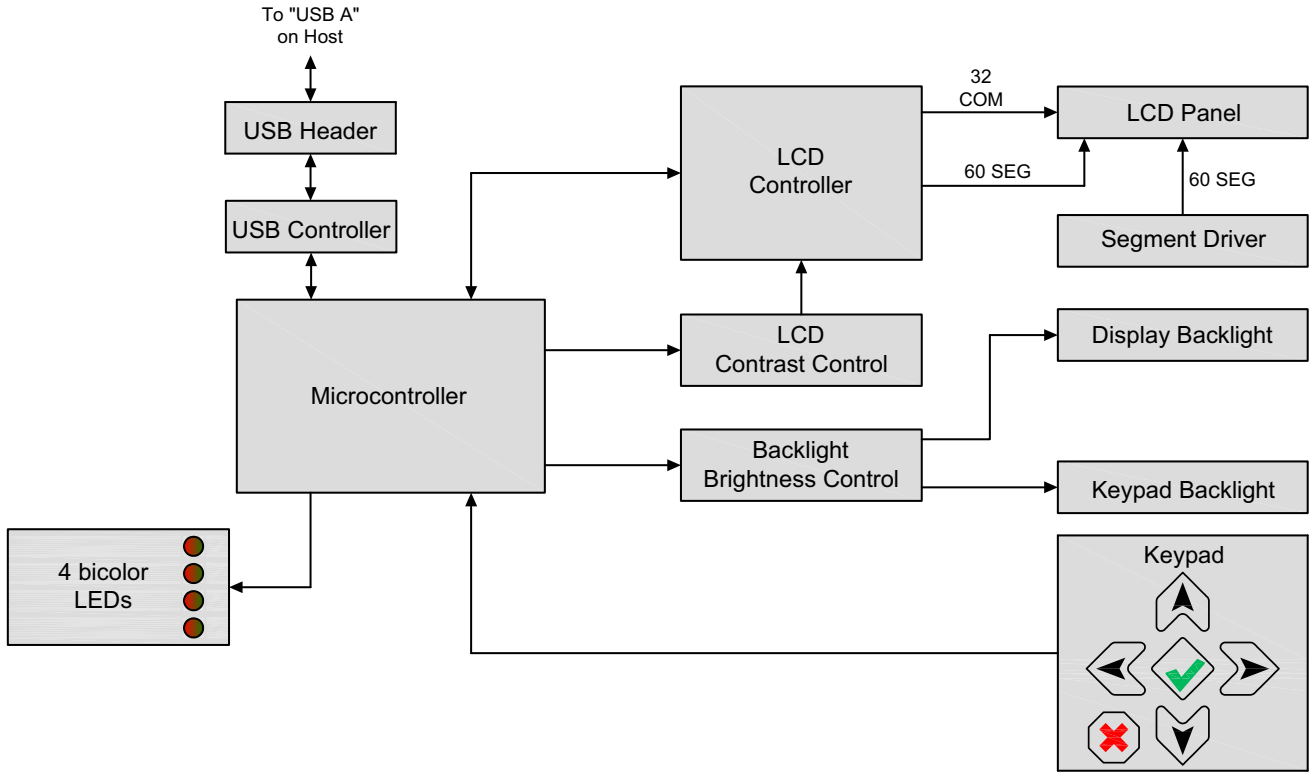 To "USB A"
on Host
USB Header
USB Controller
Microcontroller
4 bicolor
LEDs
LCD
Controller
32
COM
60 SEG
LCD Panel
60 SEG
Segment Driver
LCD
Contrast Control
Backlight
Brightness Control
Display Backlight
Keypad Backlight
Keypad